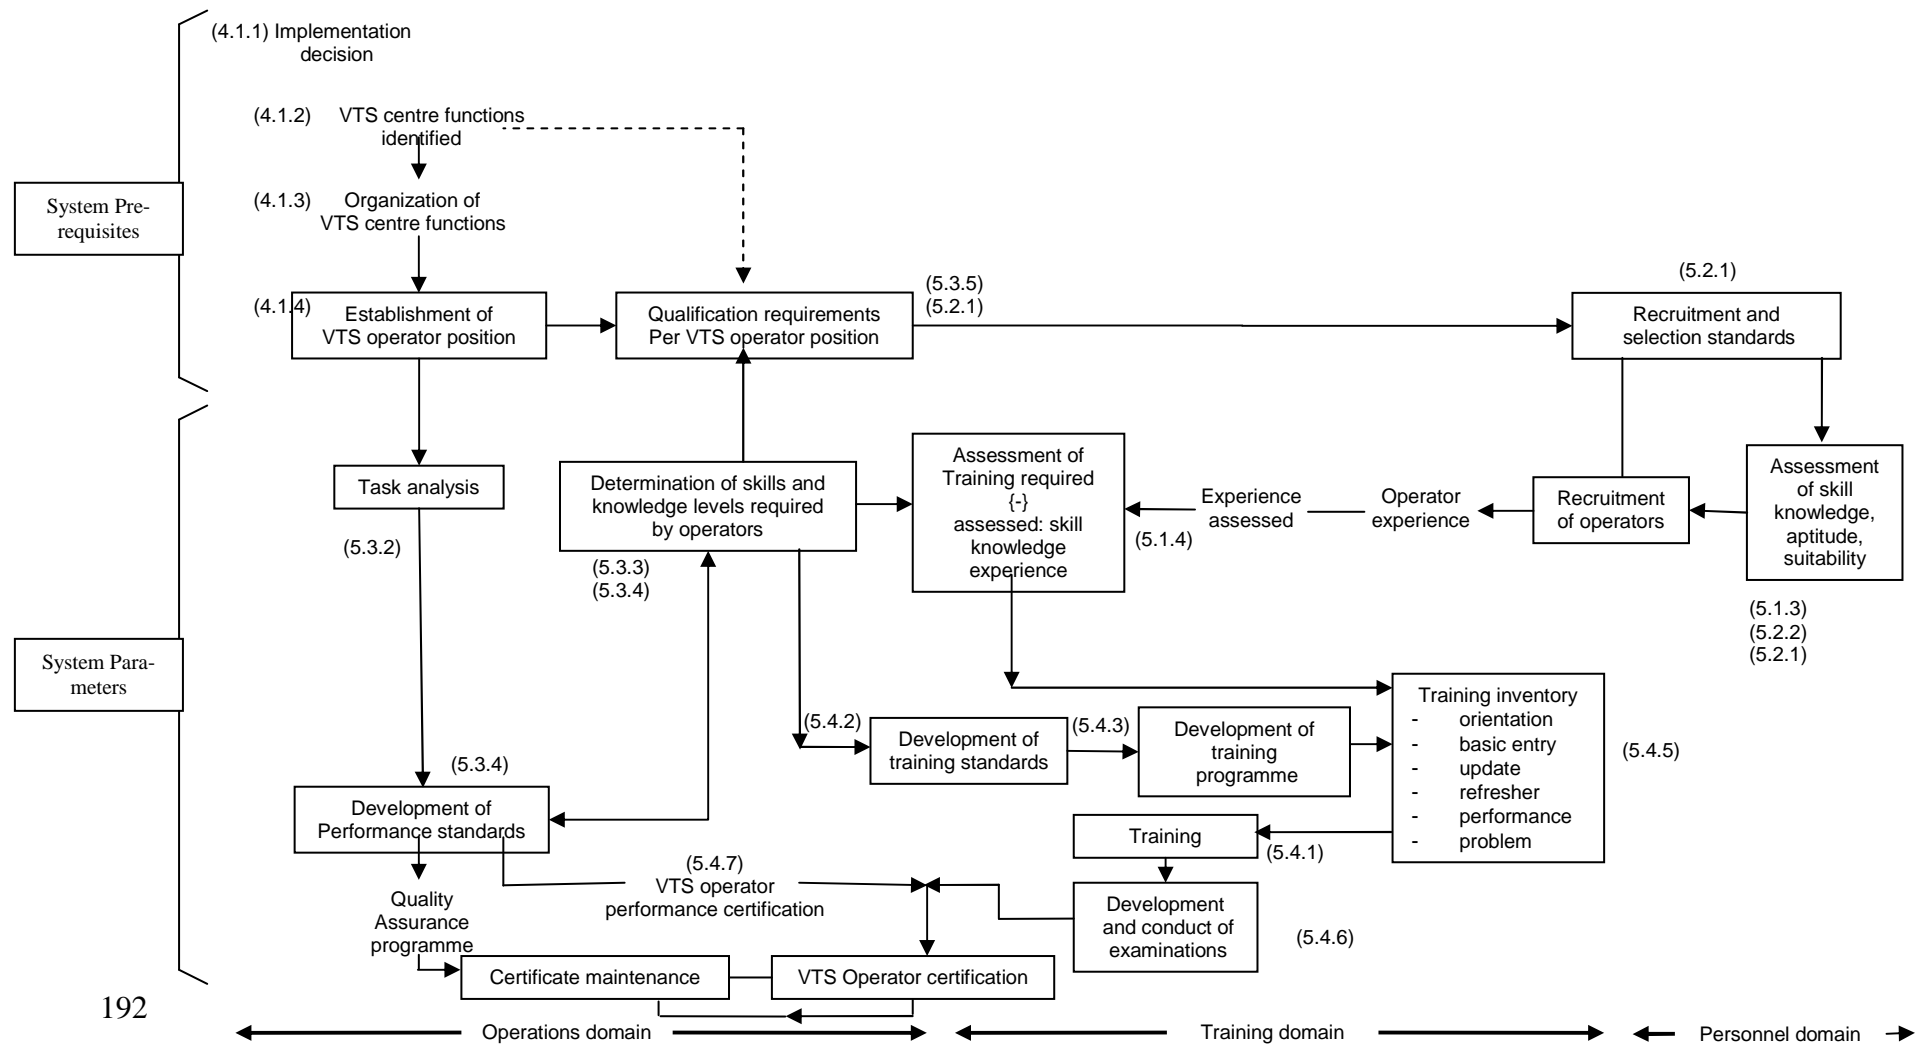 (4.1.1) Implementation
decision
(4.1.2) VTS centre functions
identified
System Pre-
requisites
(4.1.3) Organization of
VTS centre functions
(4.1.4) Establishment of
VTS operator position
Qualification requirements
Per VTS operator position
(5.3.5)
(5.2.1)
(5.2.1)
Recruitment and
selection standards
Task analysis
(5.3.2)
Determination of skills and
knowledge levels required
by operators
(5.3.3)
(5.3.4)
Assessment of
Training required
{-}
assessed: skill
knowledge
experience
(5.1.4)
Experience
assessed
Operator
experience
Recruitment
of operators
Assessment
of skill
knowledge,
aptitude,
suitability
(5.1.3)
(5.2.2)
(5.2.1)
System Para-
meters
(5.4.2)
Development of
training standards
(5.4.3)
Development of
training
programme
Training inventory
- orientation
- basic entry
- update
- refresher
- performance
- problem
(5.4.5)
(5.3.4)
Development of
Performance standards
Training
(5.4.1)
(5.4.7)
VTS operator
performance certification
Quality
Assurance
programme
Development
and conduct of
examinations
(5.4.6)
Certificate maintenance
VTS Operator certification
192
Operations domain
Training domain
Personnel domain